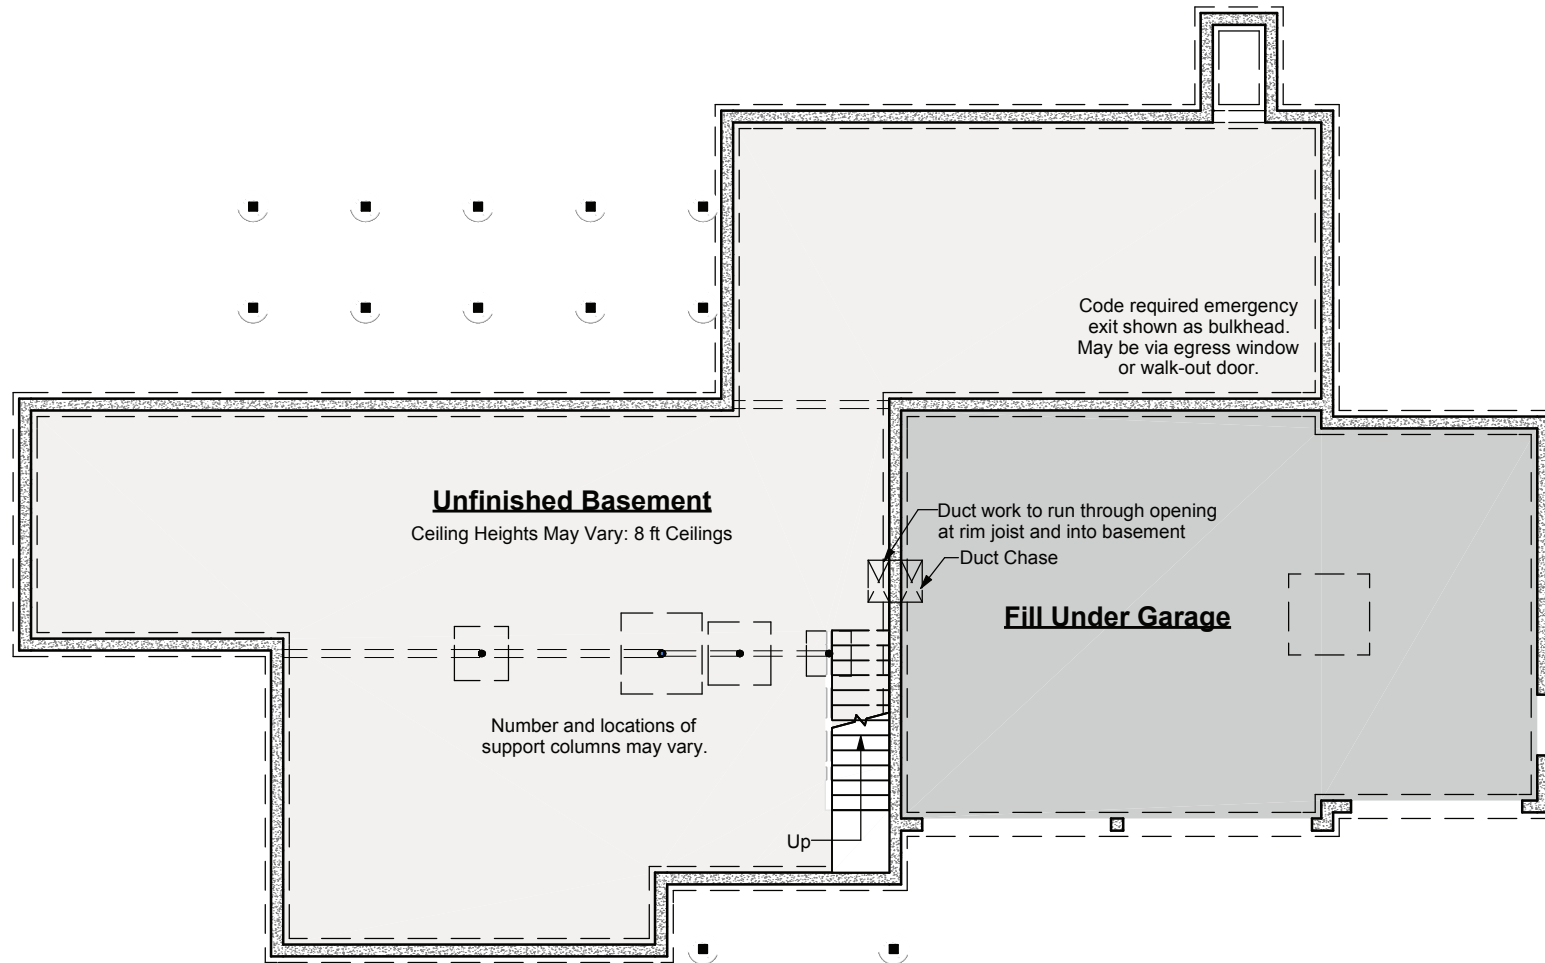 Code required emergency
exit shown as bulkhead.
May be via egress window
or walk-out door.
Unfinished Basement
Ceiling Heights May Vary: 8 ft Ceilings
Duct work to run through opening
at rim joist and into basement
Duct Chase
Fill Under Garage
Number and locations of
support columns may vary.
Up